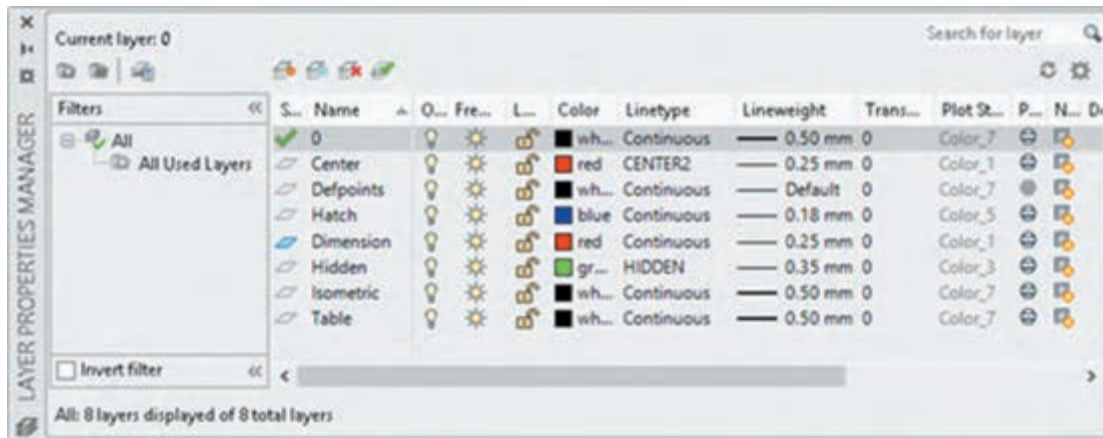 Current layer: 0
Search for layer
LAYER PROPERTIES MANAGER
Filters
All
All Used Layers
Invert filter
S... Name O... Fre... L... Color Linetype Lineweight Trans... Plot St... P... N... De
0 wh... Continuous 0.50 mm 0 Color_7
Center red CENTER2 0.25 mm 0 Color_1
Defpoints wh... Continuous Default 0 Color_7
Hatch blue Continuous 0.18 mm 0 Color_5
Dimension red Continuous 0.25 mm 0 Color_1
Hidden gr... HIDDEN 0.35 mm 0 Color_3
Isometric wh... Continuous 0.50 mm 0 Color_7
Table wh... Continuous 0.50 mm 0 Color_7
All: 8 layers displayed of 8 total layers